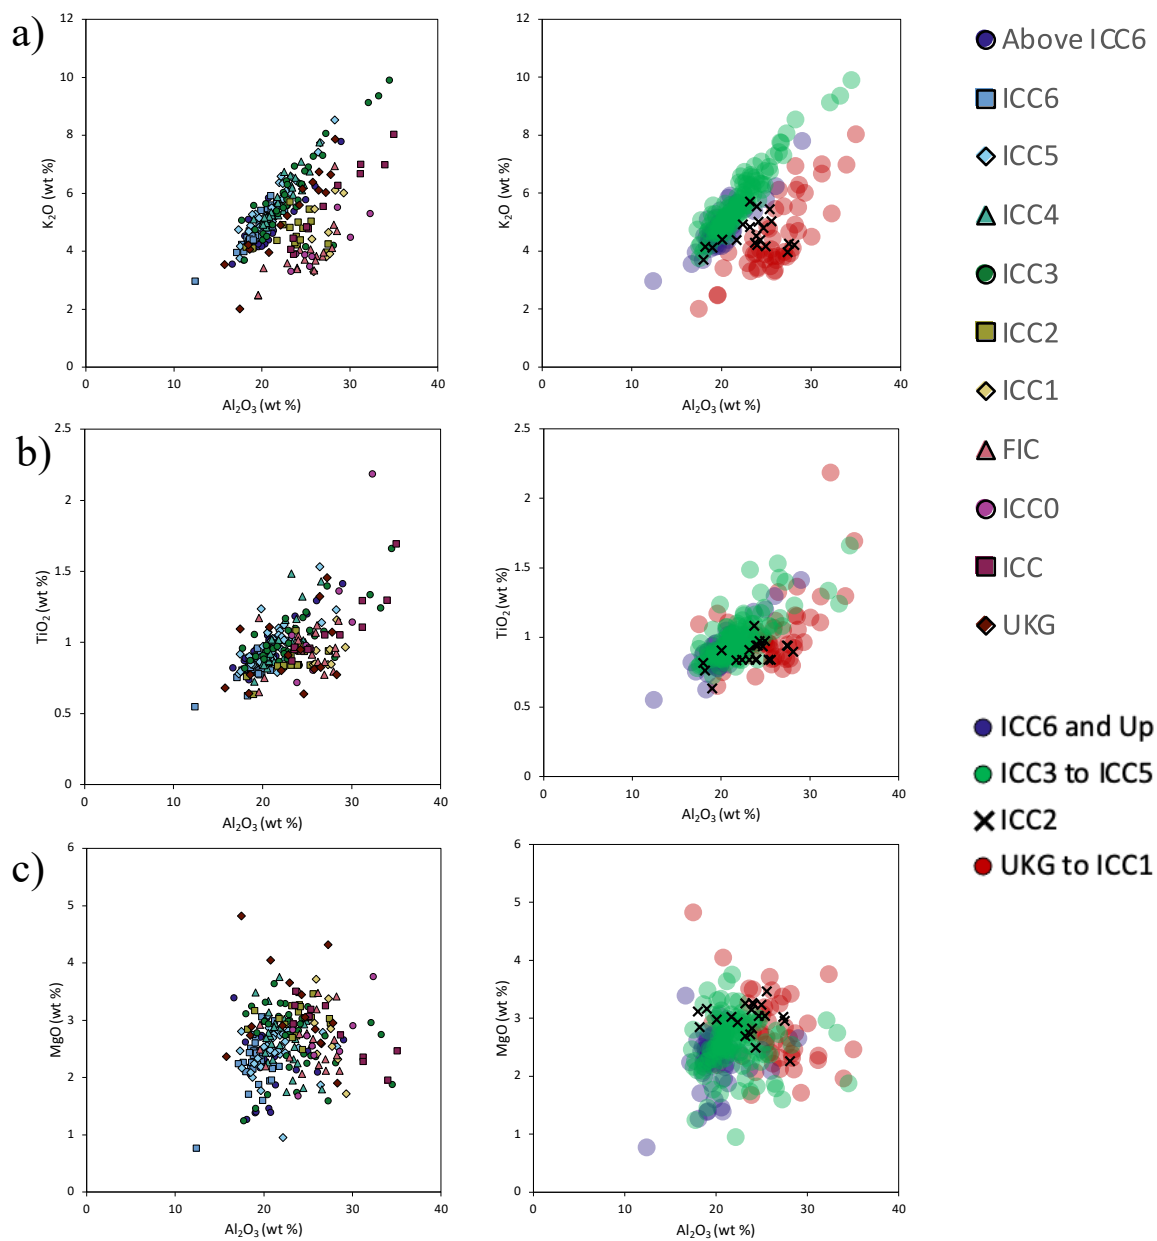 a)
12
10
8
6
4
2
0
K₂O (wt %)
0 10 20 30 40
Al₂O₃ (wt %)
12
10
8
6
4
2
0
K₂O (wt %)
0 10 20 30 40
Al₂O₃ (wt %)
b)
2.5
2
1.5
1
0.5
0
TiO₂ (wt %)
0 10 20 30 40
Al₂O₃ (wt %)
2.5
2
1.5
1
0.5
0
TiO₂ (wt %)
0 10 20 30 40
Al₂O₃ (wt %)
c)
6
5
4
3
2
1
0
MgO (wt %)
0 10 20 30 40
Al₂O₃ (wt %)
6
5
4
3
2
1
0
MgO (wt %)
0 10 20 30 40
Al₂O₃ (wt %)
Above ICC6
ICC6
ICC5
ICC4
ICC3
ICC2
ICC1
FIC
ICC0
ICC
UKG
ICC6 and Up
ICC3 to ICC5
ICC2
UKG to ICC1